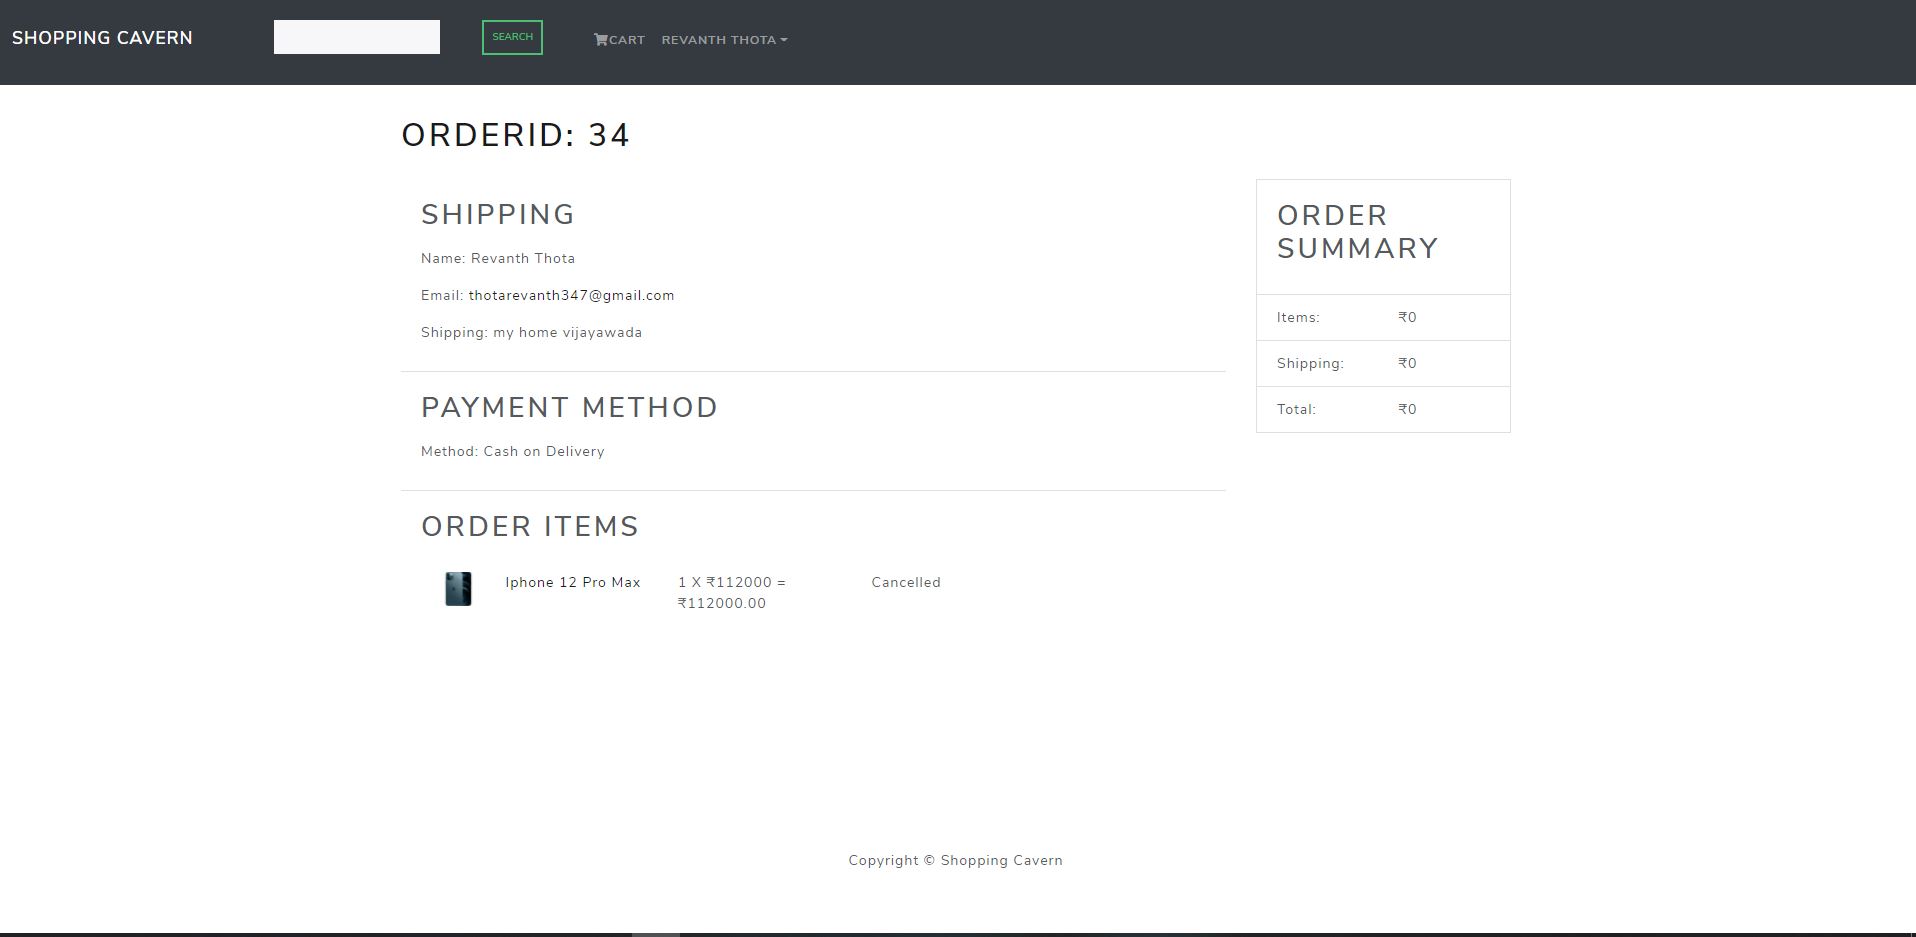 SHOPPING CAVERN
SEARCH
CART
REVANTH THOTA
ORDERID: 34
SHIPPING
Name: Revanth Thota
Email: thotarevanth347@gmail.com
Shipping: my home vijayawada
PAYMENT METHOD
Method: Cash on Delivery
ORDER ITEMS
Iphone 12 Pro Max
1 X ₹112000 =
₹112000.00
Cancelled
ORDER
SUMMARY
Items: ₹0
Shipping: ₹0
Total: ₹0
Copyright © Shopping Cavern